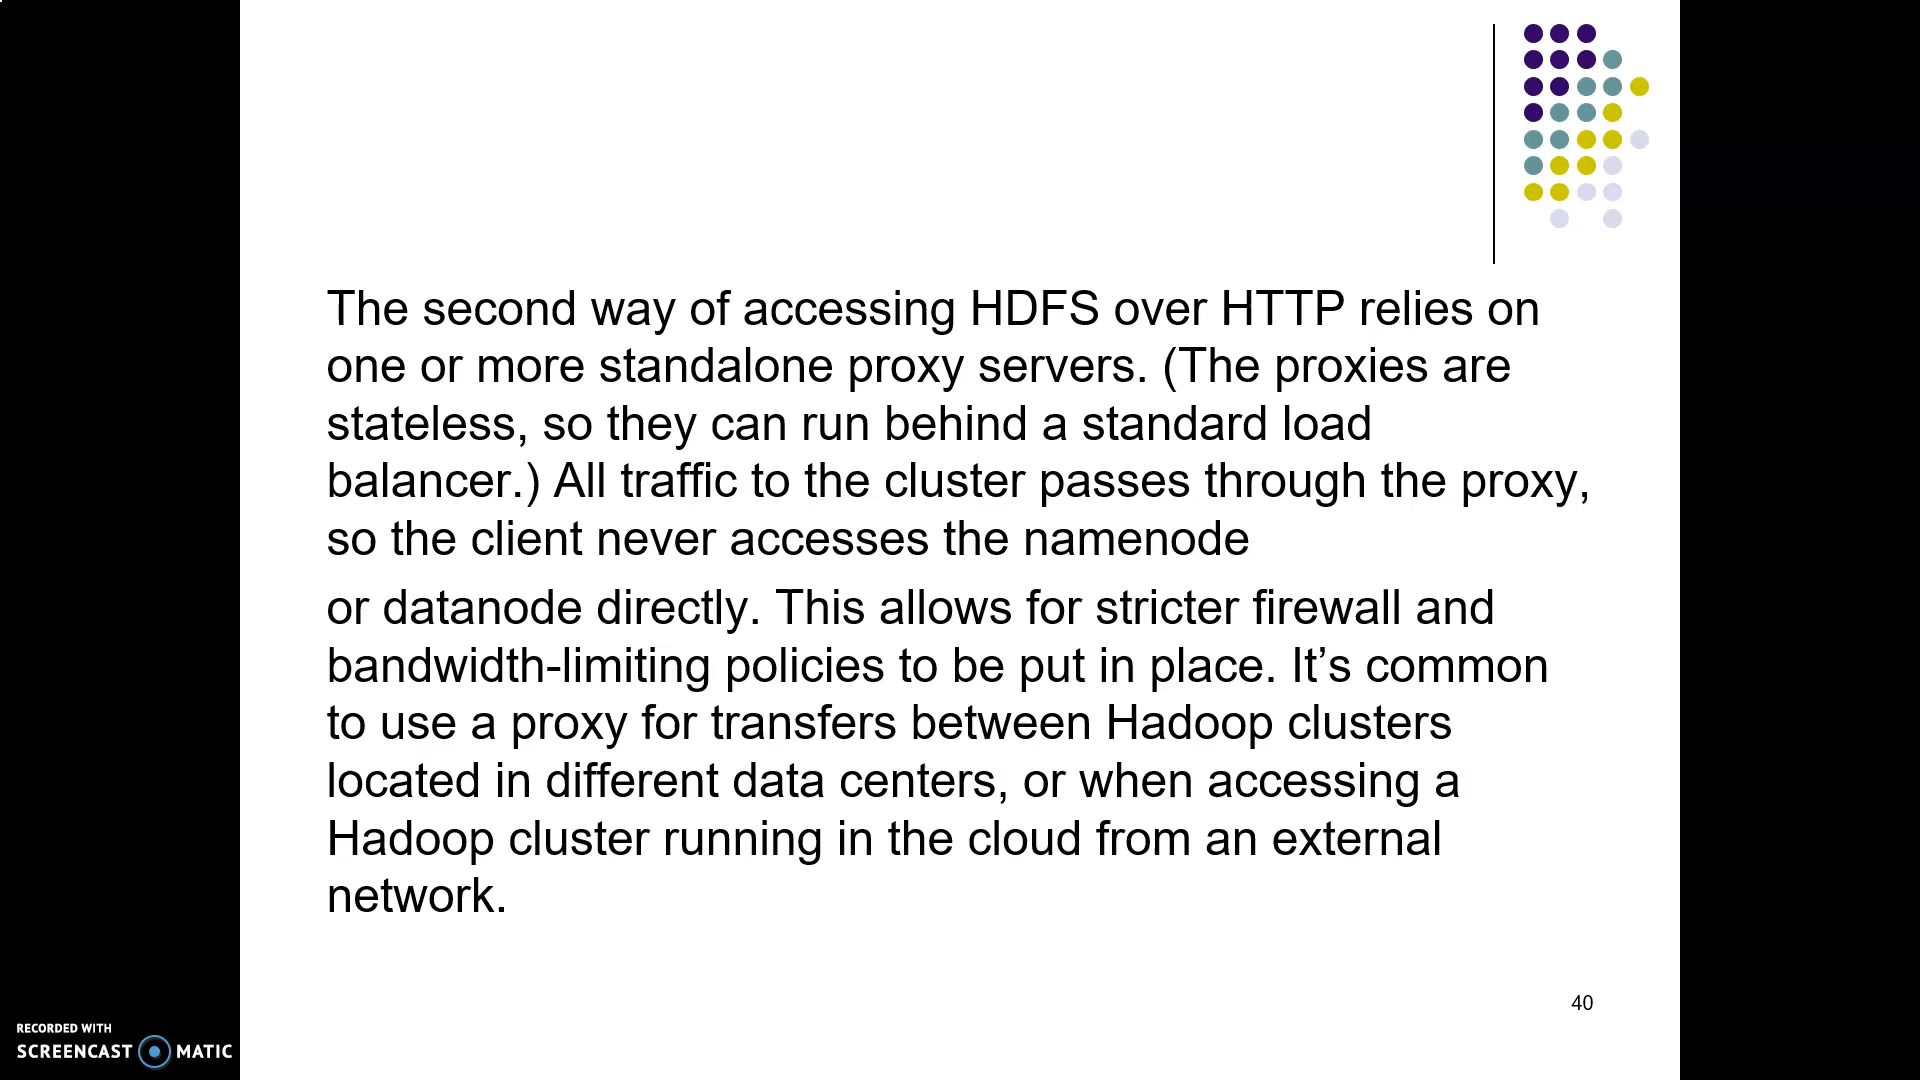 The second way of accessing HDFS over HTTP relies on
one or more standalone proxy servers. (The proxies are
stateless, so they can run behind a standard load
balancer.) All traffic to the cluster passes through the proxy,
so the client never accesses the namenode
or datanode directly. This allows for stricter firewall and
bandwidth-limiting policies to be put in place. It’s common
to use a proxy for transfers between Hadoop clusters
located in different data centers, or when accessing a
Hadoop cluster running in the cloud from an external
network.
40
RECORDED WITH
SCREENCAST MATIC